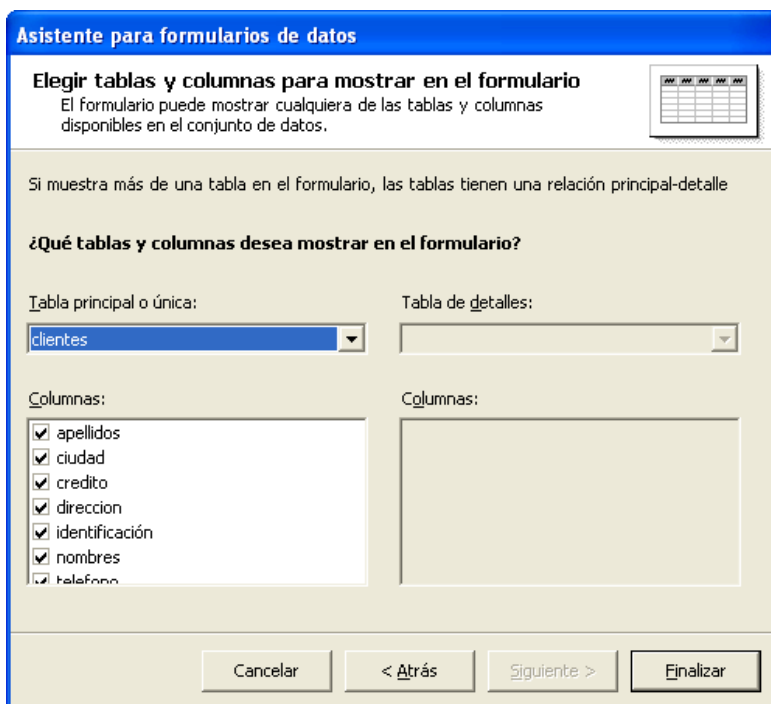 Asistente para formularios de datos
Elegir tablas y columnas para mostrar en el formulario
El formulario puede mostrar cualquiera de las tablas y columnas
disponibles en el conjunto de datos.
Si muestra más de una tabla en el formulario, las tablas tienen una relación principal-detalle
¿Qué tablas y columnas desea mostrar en el formulario?
Tabla principal o única:
Tabla de detalles:
clientes
Columnas:
Columnas:
apellidos
ciudad
credito
direccion
identificación
nombres
telefono
Cancelar
< Atrás
Siguiente >
Finalizar